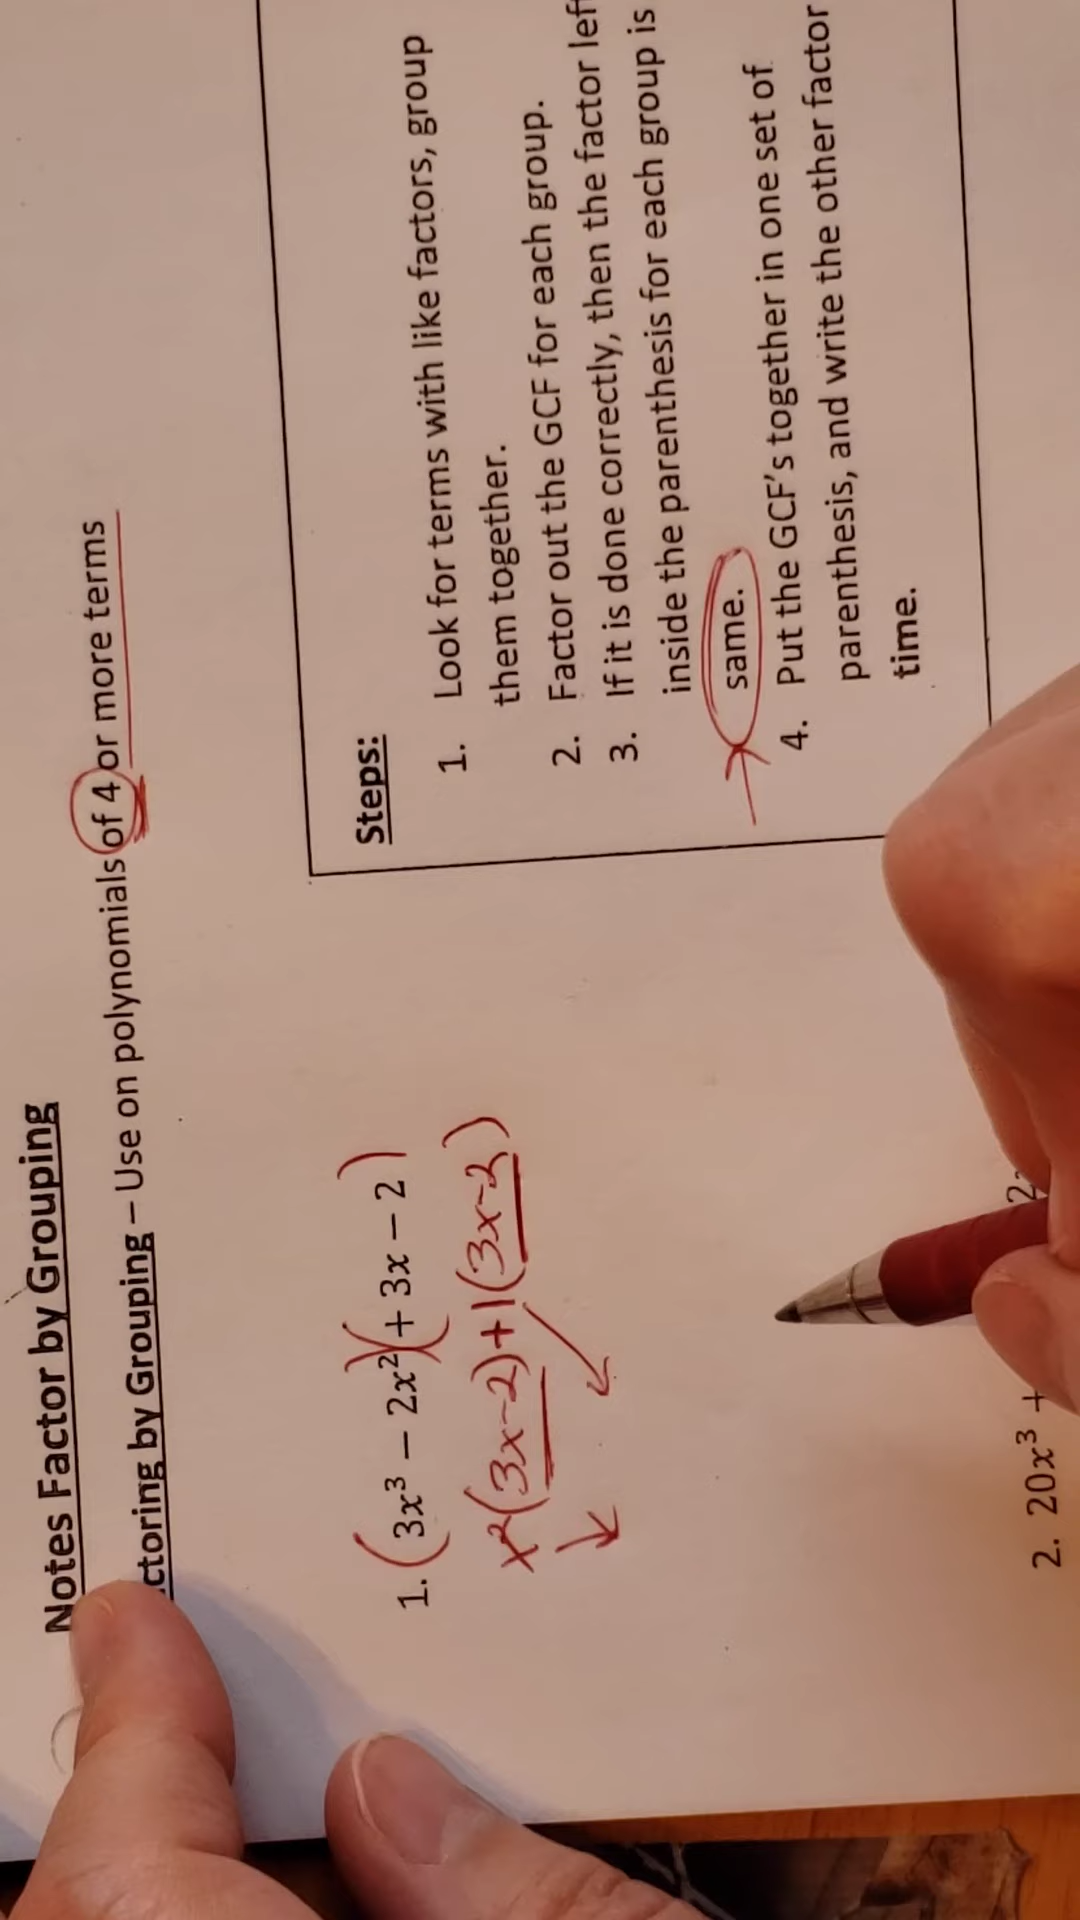 Notes Factor by Grouping
ctoring by Grouping – Use on polynomials of 4 or more terms
1. (3x³ – 2x²)(+ 3x – 2)
x²(3x-2)+1(3x-2)
Steps:
1. Look for terms with like factors, group
them together.
2. Factor out the GCF for each group.
3. If it is done correctly, then the factor lef
inside the parenthesis for each group is
same.
4. Put the GCF's together in one set of
parenthesis, and write the other factor
time.
2. 20x³ +